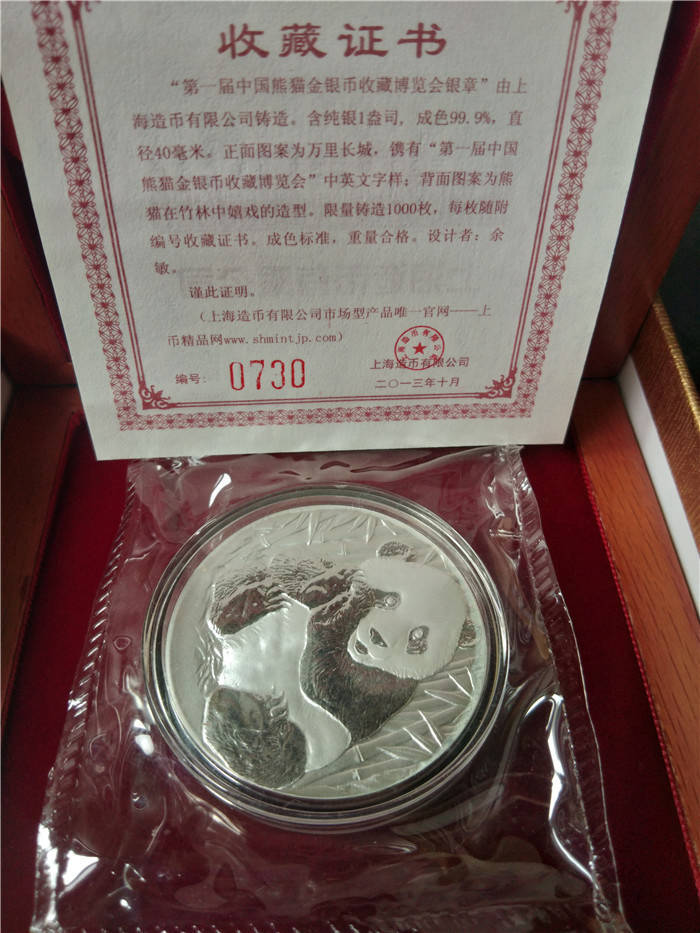 收藏证书
“第一届中国熊猫金银币收藏博览会银章”由上
海造币有限公司铸造。含纯银1盎司, 成色99.9%, 直
径40毫米。正面图案为万里长城, 镌有“第一届中国
熊猫金银币收藏博览会”中英文字样; 背面图案为熊
猫在竹林中嬉戏的造型。限量铸造1000枚, 每枚随附
编号收藏证书。成色标准, 重量合格。设计者: 余
敏。
谨此证明。
(上海造币有限公司市场型产品唯一官网——上
币精品网www.shmintjp.com)
编号: 0730
上海造币有限公司
二〇一三年十月